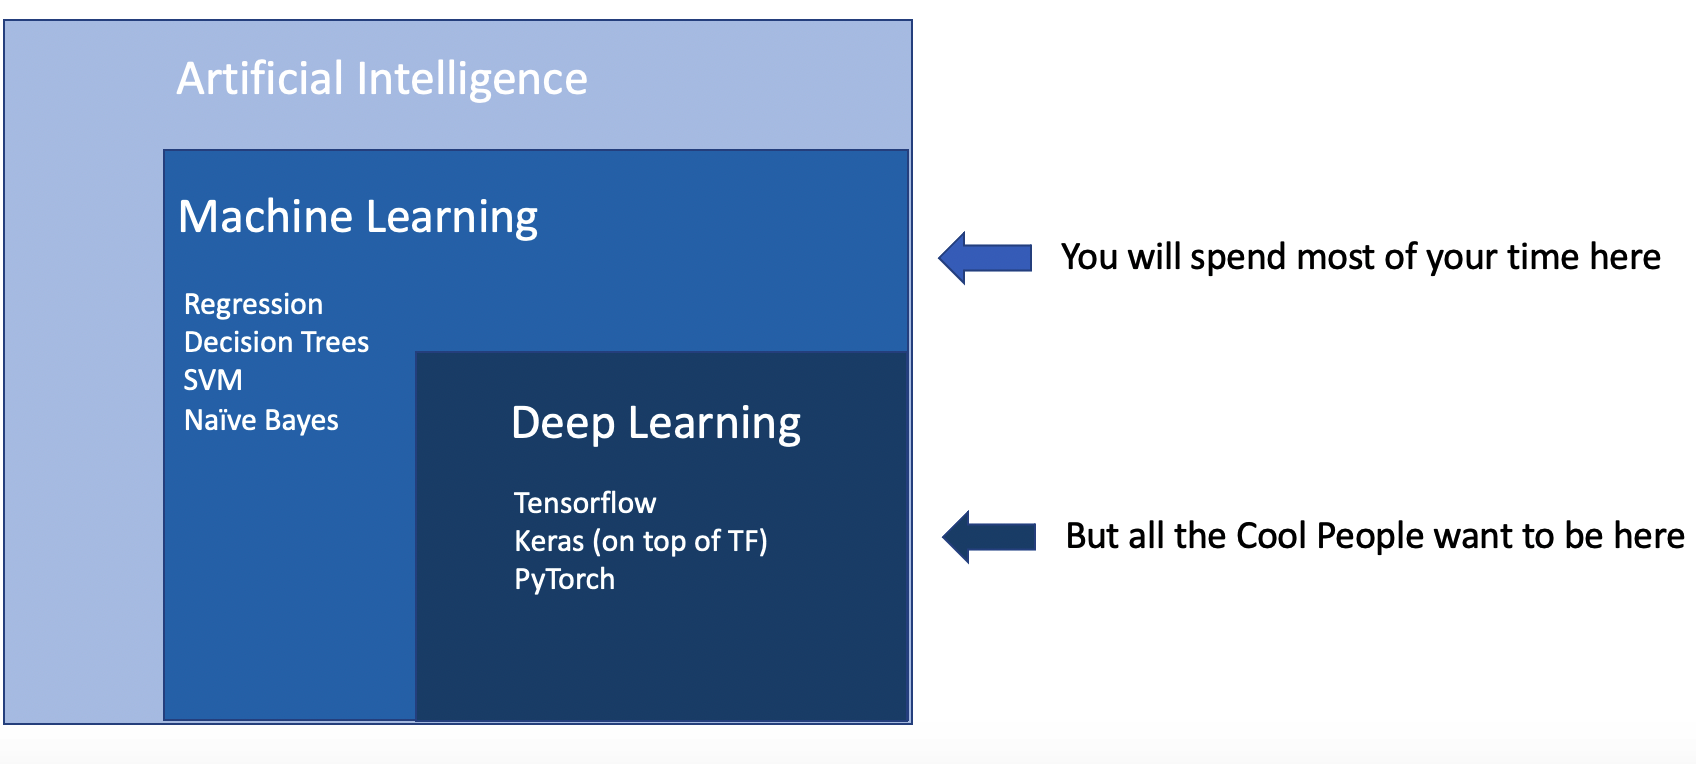 Artificial Intelligence
Machine Learning
Regression
Decision Trees
SVM
Naïve Bayes
Deep Learning
Tensorflow
Keras (on top of TF)
PyTorch
You will spend most of your time here
But all the Cool People want to be here